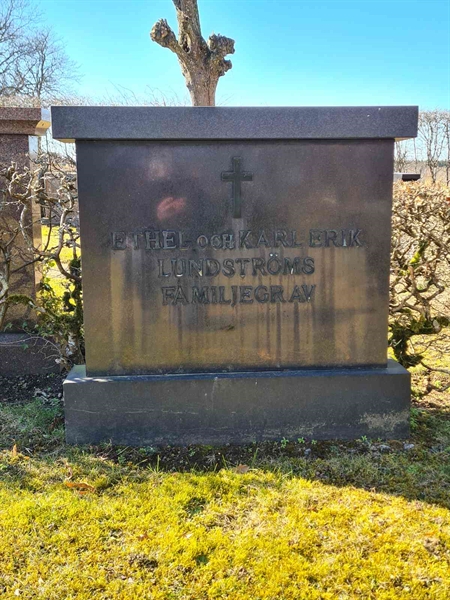 ETHEL OCH KARL ERIK
LUNDSTRÖMS
FAMILJEGRAV